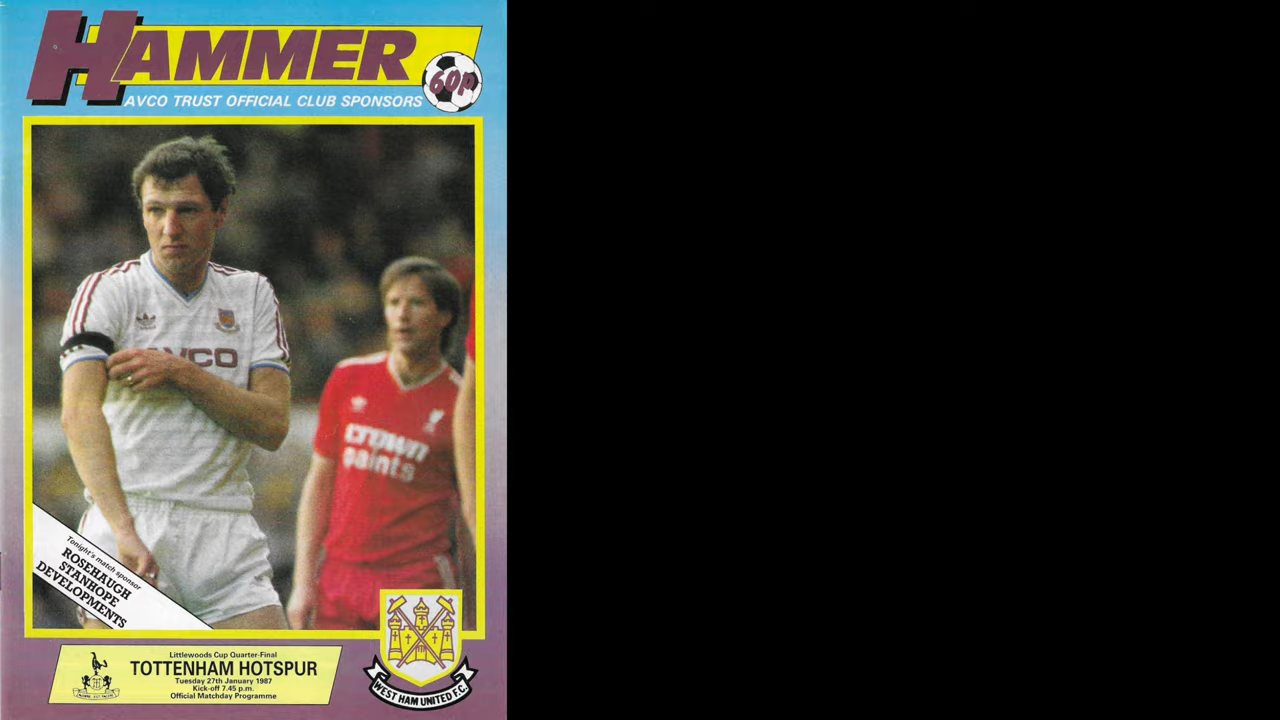 HAMMER
60p
AVCO TRUST OFFICIAL CLUB SPONSORS
AVCO
CROWN
paints
Tonight's match sponsor
ROSEHAUGH
STANHOPE
DEVELOPMENTS
Littlewoods Cup Quarter-Final
TOTTENHAM HOTSPUR
Tuesday 27th January 1987
Kick-off 7.45 p.m.
Official Matchday Programme
WEST HAM UNITED F.C.